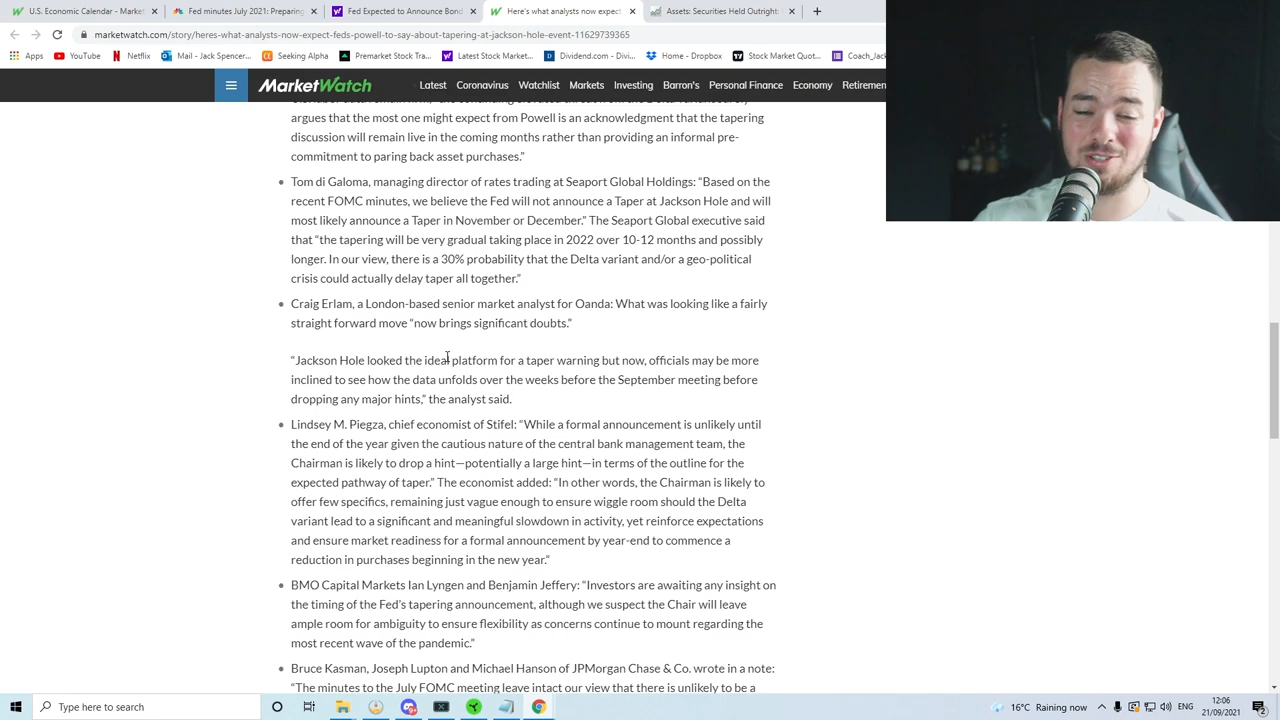 U.S. Economic Calendar - Market
Fed minutes July 2021: Preparing
Fed Expected to Announce Bond
Here's what analysts now expect
Assets: Securities Held Outright:
marketwatch.com/story/heres-what-analysts-now-expect-feds-powell-to-say-about-tapering-at-jackson-hole-event-11629739365
Apps YouTube Netflix Mail - Jack Spencer... Seeking Alpha Premarket Stock Tra... Latest Stock Market... Dividend.com - Divi... Home - Dropbox Stock Market Quot... Coach_Jack
MarketWatch Latest Coronavirus Watchlist Markets Investing Barron's Personal Finance Economy Retirement
argues that the most one might expect from Powell is an acknowledgment that the tapering
discussion will remain live in the coming months rather than providing an informal pre-
commitment to paring back asset purchases.”
• Tom di Galoma, managing director of rates trading at Seaport Global Holdings: “Based on the
recent FOMC minutes, we believe the Fed will not announce a Taper at Jackson Hole and will
most likely announce a Taper in November or December.” The Seaport Global executive said
that “the tapering will be very gradual taking place in 2022 over 10-12 months and possibly
longer. In our view, there is a 30% probability that the Delta variant and/or a geo-political
crisis could actually delay taper all together.”
• Craig Erlam, a London-based senior market analyst for Oanda: What was looking like a fairly
straight forward move “now brings significant doubts.”
“Jackson Hole looked the ideal platform for a taper warning but now, officials may be more
inclined to see how the data unfolds over the weeks before the September meeting before
dropping any major hints,” the analyst said.
• Lindsey M. Piegza, chief economist of Stifel: “While a formal announcement is unlikely until
the end of the year given the cautious nature of the central bank management team, the
Chairman is likely to drop a hint—potentially a large hint—in terms of the outline for the
expected pathway of taper.” The economist added: “In other words, the Chairman is likely to
offer few specifics, remaining just vague enough to ensure wiggle room should the Delta
variant lead to a significant and meaningful slowdown in activity, yet reinforce expectations
and ensure market readiness for a formal announcement by year-end to commence a
reduction in purchases beginning in the new year.”
• BMO Capital Markets Ian Lyngen and Benjamin Jeffery: “Investors are awaiting any insight on
the timing of the Fed's tapering announcement, although we suspect the Chair will leave
ample room for ambiguity to ensure flexibility as concerns continue to mount regarding the
most recent wave of the pandemic.”
• Bruce Kasman, Joseph Lupton and Michael Hanson of JPMorgan Chase & Co. wrote in a note:
“The minutes to the July FOMC meeting leave intact our view that there is unlikely to be a
Type here to search
16°C Raining now
12:06
21/09/2021